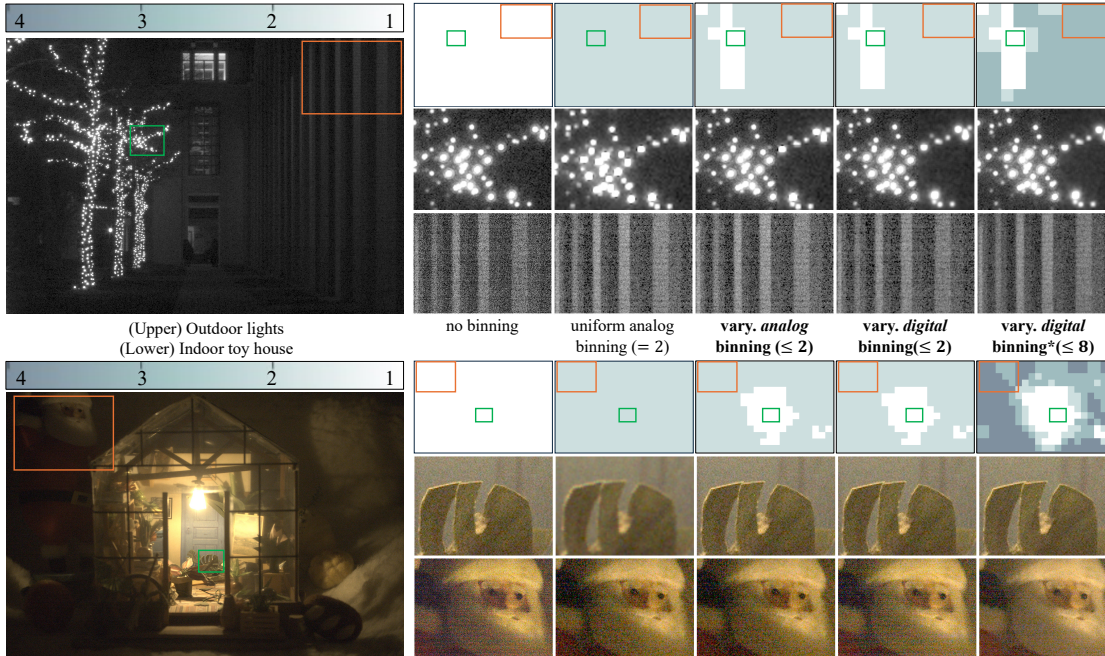 4 3 2 1
(Upper) Outdoor lights
(Lower) Indoor toy house
no binning
uniform analog
binning (= 2)
vary. analog
binning (≤ 2)
vary. digital
binning(≤ 2)
vary. digital
binning*(≤ 8)
4 3 2 1